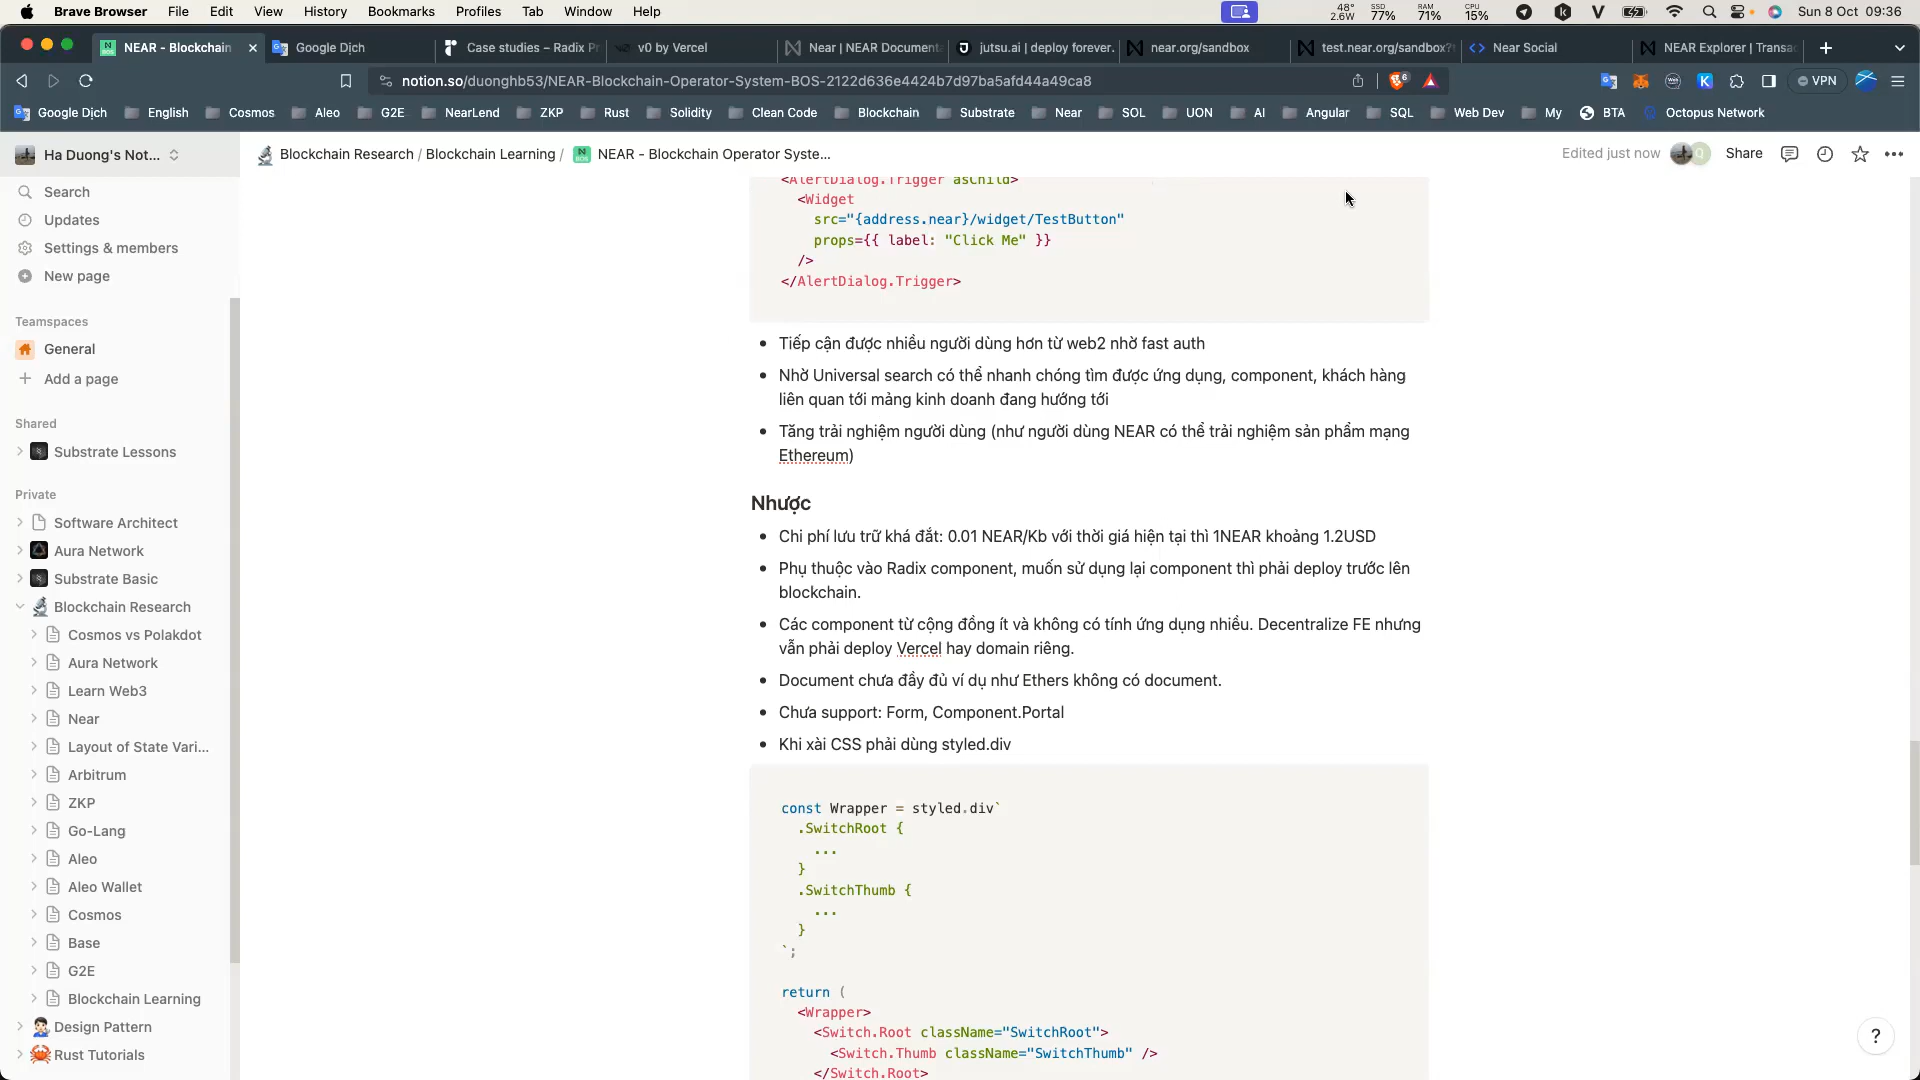 Brave Browser File Edit View History Bookmarks Profiles Tab Window Help 48° 2.6W SSD 77% RAM 71% CPU 15% Sun 8 Oct 09:36
NEAR - Blockchain Google Dịch Case studies – Radix Pr v0 by Vercel Near | NEAR Documenta jutsu.ai | deploy forever. near.org/sandbox test.near.org/sandbox? Near Social NEAR Explorer | Transac
notion.so/duonghb53/NEAR-Blockchain-Operator-System-BOS-2122d636e4424b7d97ba5afd44a49ca8 6 VPN
Google Dịch English Cosmos Aleo G2E NearLend ZKP Rust Solidity Clean Code Blockchain Substrate Near SOL UON AI Angular SQL Web Dev My BTA Octopus Network
Ha Duong's Not...
Blockchain Research / Blockchain Learning / NEAR - Blockchain Operator Syste...
Edited just now Share
Search
Updates
Settings & members
New page
Teamspaces
General
Add a page
Shared
Substrate Lessons
Private
Software Architect
Aura Network
Substrate Basic
Blockchain Research
Cosmos vs Polakdot
Aura Network
Learn Web3
Near
Layout of State Vari...
Arbitrum
ZKP
Go-Lang
Aleo
Aleo Wallet
Cosmos
Base
G2E
Blockchain Learning
Design Pattern
Rust Tutorials
<AlertDialog.Trigger asChild>
<Widget
src="{address.near}/widget/TestButton"
props={{ label: "Click Me" }}
/>
</AlertDialog.Trigger>
Tiếp cận được nhiều người dùng hơn từ web2 nhờ fast auth
Nhờ Universal search có thể nhanh chóng tìm được ứng dụng, component, khách hàng
liên quan tới mảng kinh doanh đang hướng tới
Tăng trải nghiệm người dùng (như người dùng NEAR có thể trải nghiệm sản phẩm mạng
Ethereum)
Nhược
Chi phí lưu trữ khá đắt: 0.01 NEAR/Kb với thời giá hiện tại thì 1NEAR khoảng 1.2USD
Phụ thuộc vào Radix component, muốn sử dụng lại component thì phải deploy trước lên
blockchain.
Các component từ cộng đồng ít và không có tính ứng dụng nhiều. Decentralize FE nhưng
vẫn phải deploy Vercel hay domain riêng.
Document chưa đầy đủ ví dụ như Ethers không có document.
Chưa support: Form, Component.Portal
Khi xài CSS phải dùng styled.div
const Wrapper = styled.div`
.SwitchRoot {
...
}
.SwitchThumb {
...
}
`;
return (
<Wrapper>
<Switch.Root className="SwitchRoot">
<Switch.Thumb className="SwitchThumb" />
</Switch.Root>
?